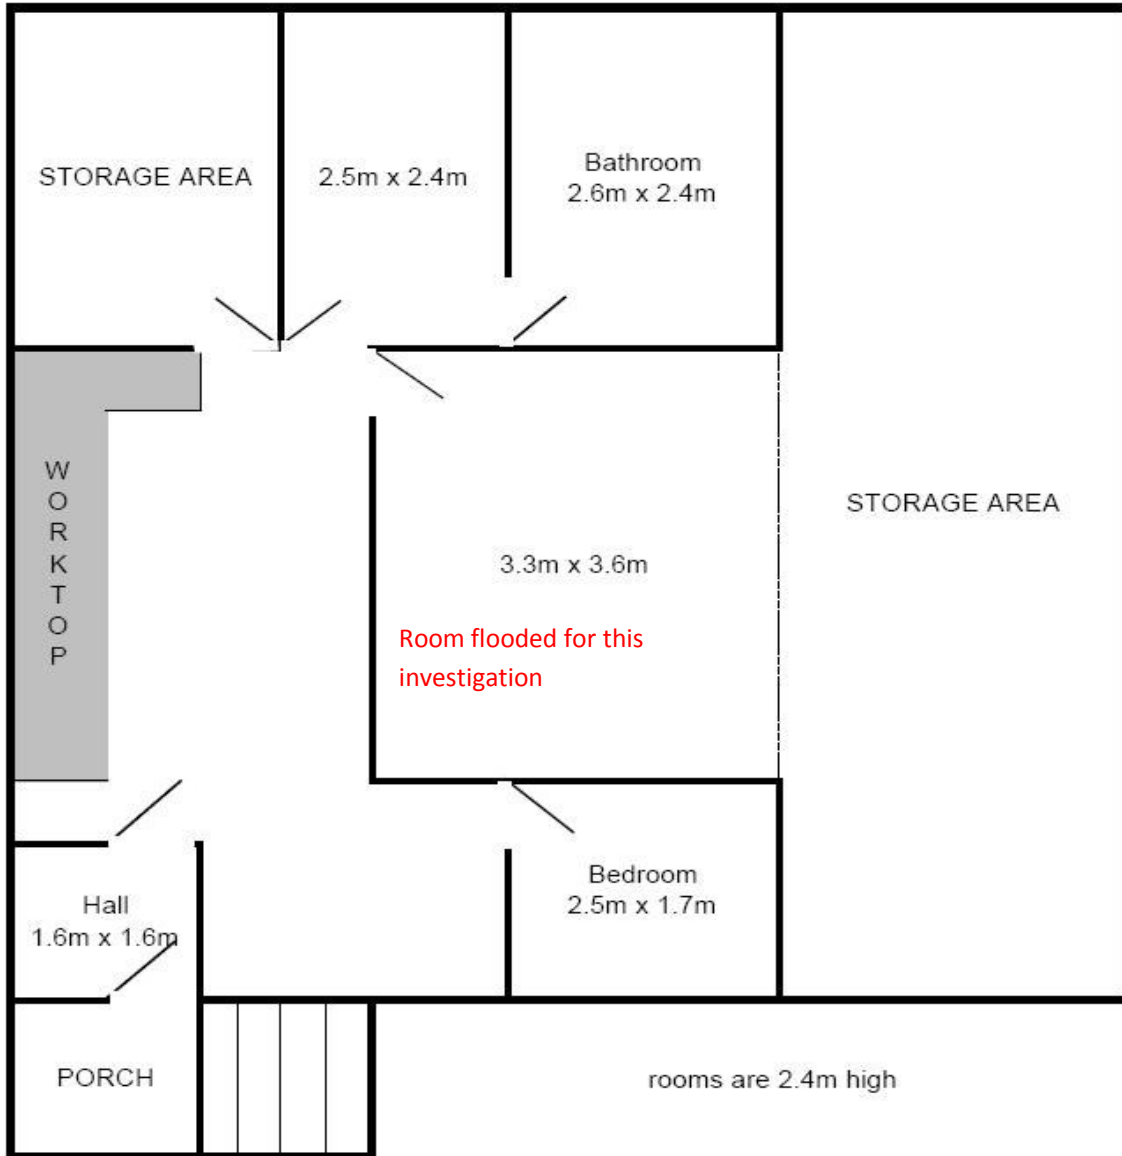 STORAGE AREA
2.5m x 2.4m
Bathroom
2.6m x 2.4m
W
O
R
K
T
O
P
3.3m x 3.6m
Room flooded for this
investigation
STORAGE AREA
Hall
1.6m x 1.6m
Bedroom
2.5m x 1.7m
PORCH
rooms are 2.4m high